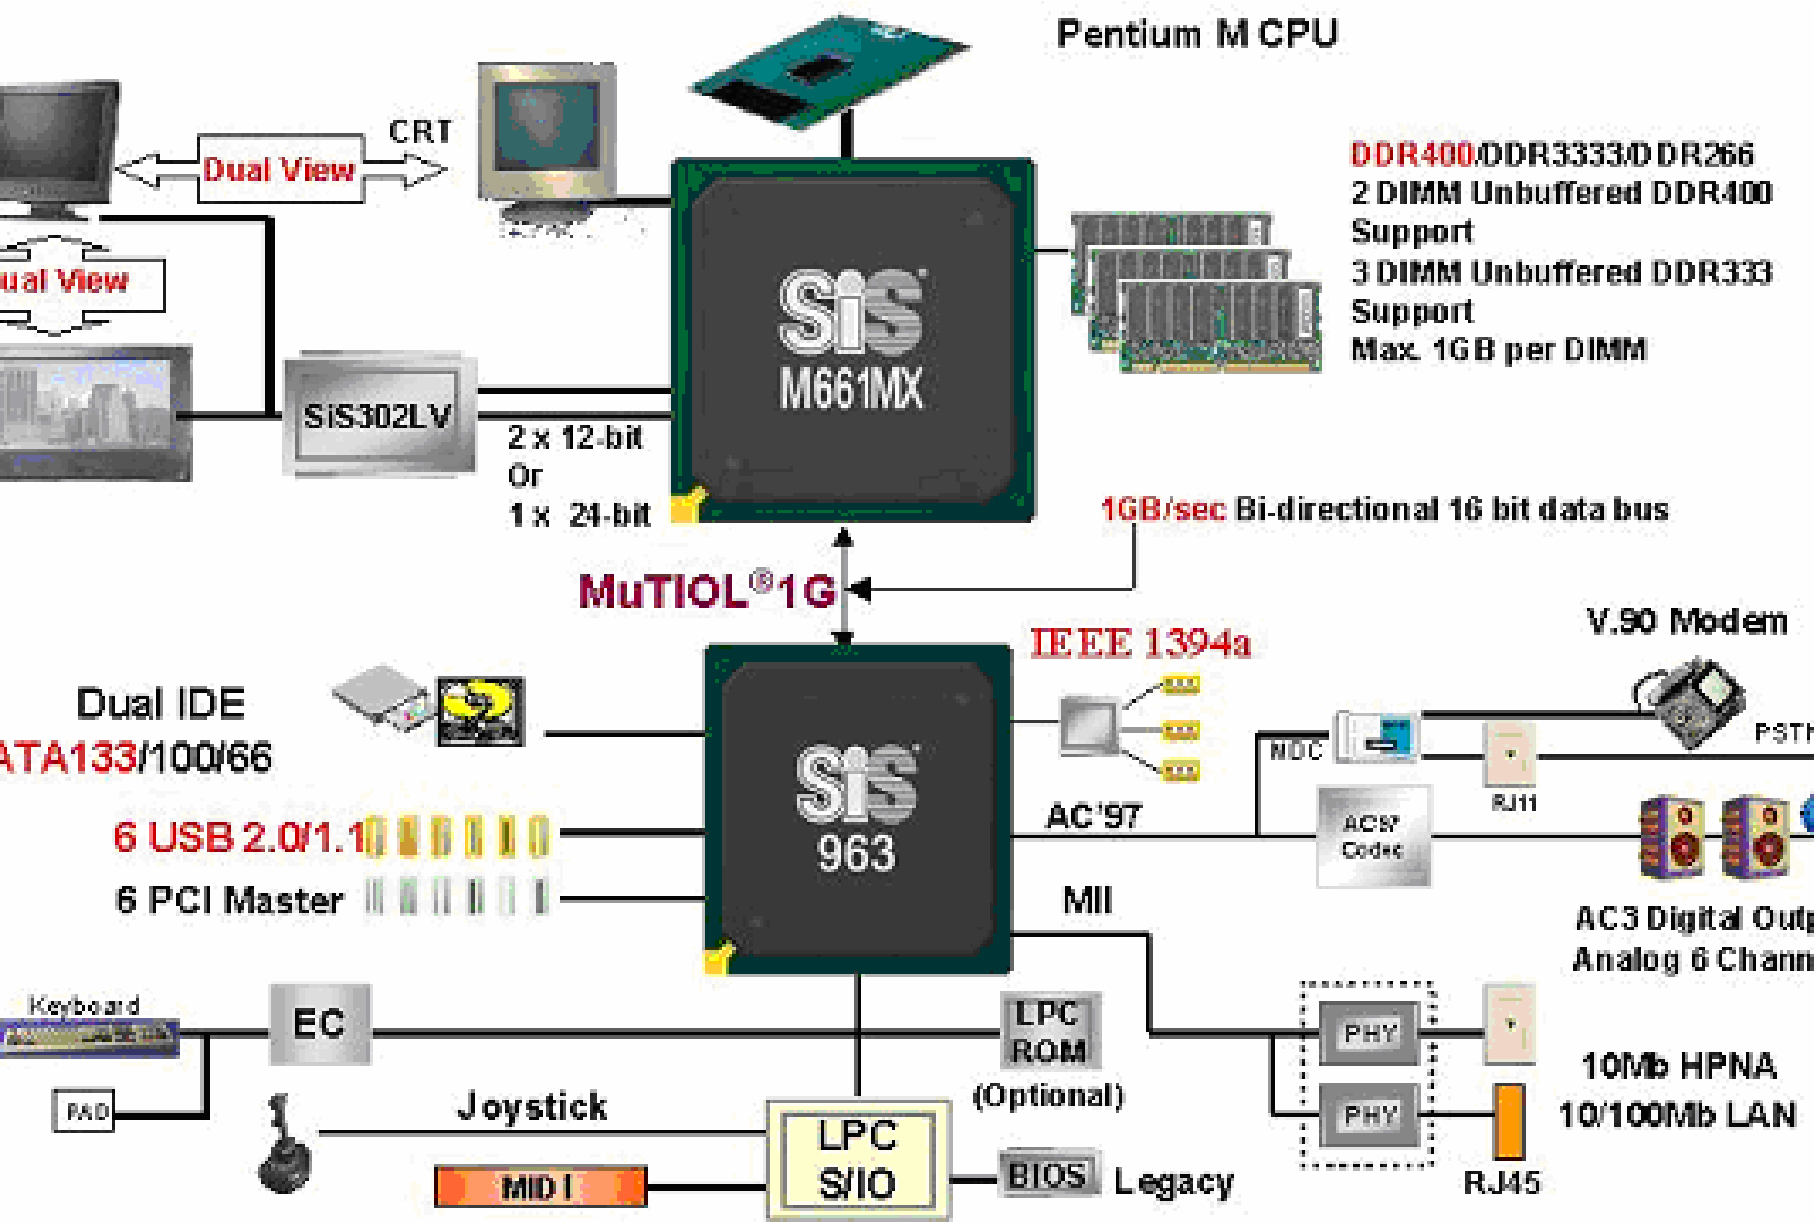 Pentium M CPU
CRT
Dual View
DDR400/DDR3333/DDR266
2 DIMM Unbuffered DDR400
Support
3 DIMM Unbuffered DDR333
Support
Max. 1GB per DIMM
ual View
SiS
M661MX
SiS302LV
2 x 12-bit
Or
1 x 24-bit
1GB/sec Bi-directional 16 bit data bus
MuTIOL®1G
IEEE 1394a
V.90 Modem
Dual IDE
ATA133/100/66
MDC
PSTN
RJ11
SiS
963
6 USB 2.0/1.1
AC'97
AC97
Codec
6 PCI Master
MII
AC3 Digital Outp
Analog 6 Chann
Keyboard
EC
LPC
ROM
(Optional)
PHY
10Mb HPNA
PAD
Joystick
PHY
10/100Mb LAN
LPC
S/IO
MIDI
BIOS
Legacy
RJ45